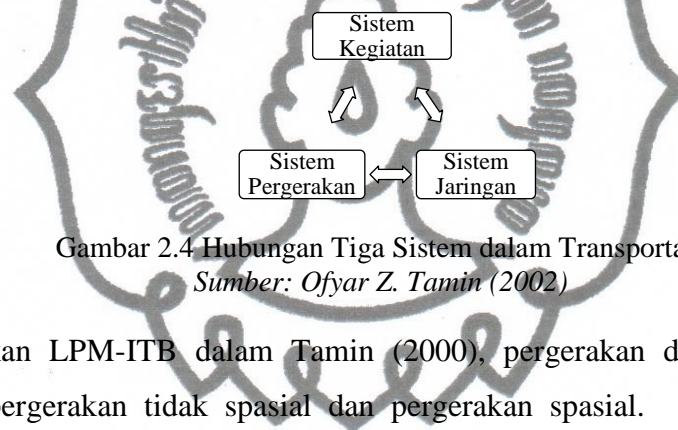 Sistem
Kegiatan
Sistem
Pergerakan
Sistem
Jaringan
Gambar 2.4 Hubungan Tiga Sistem dalam Transporta
Sumber: Ofyar Z. Tamin (2002)
kan LPM-ITB dalam Tamin (2000), pergerakan d
pergerakan tidak spasial dan pergerakan spasial.